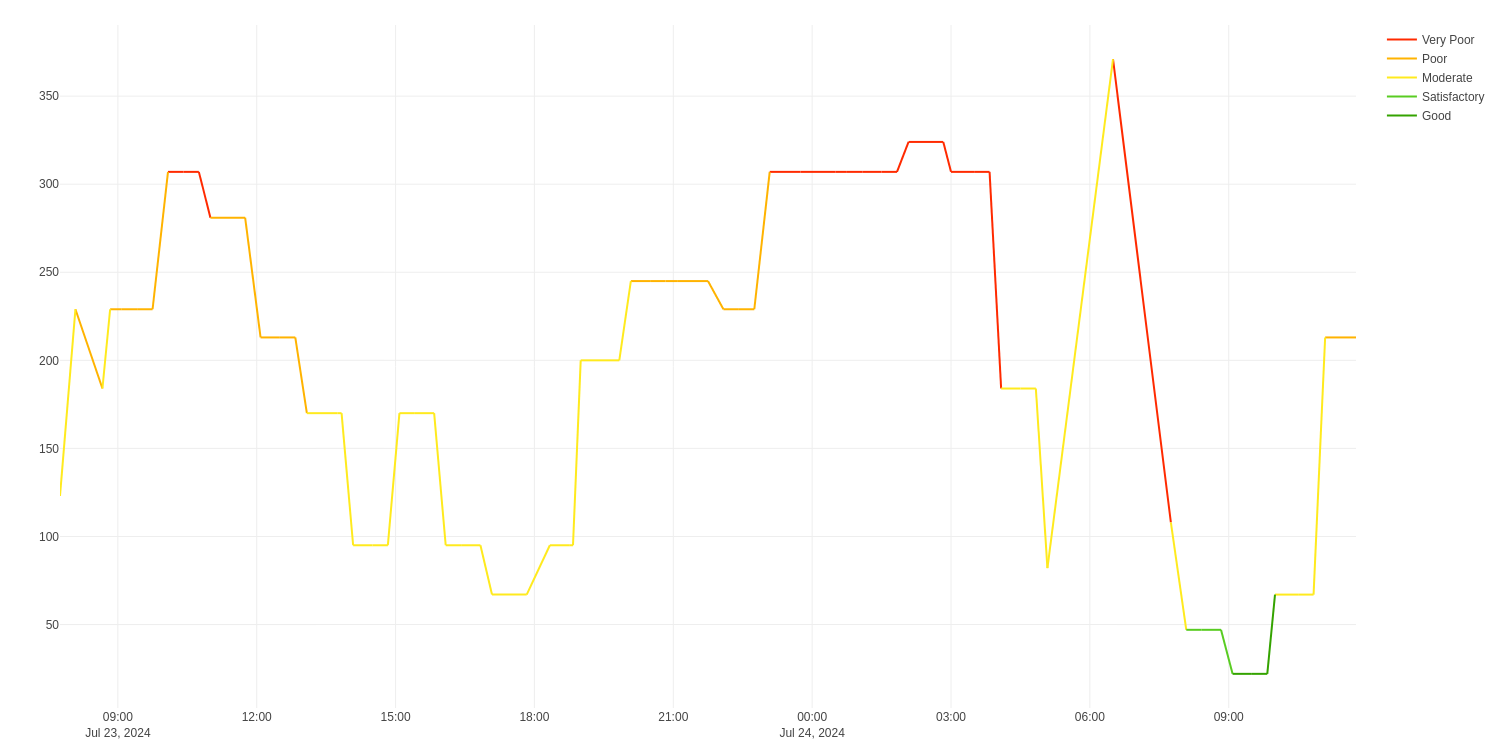 350
300
250
200
150
100
50
09:00
Jul 23, 2024
12:00
15:00
18:00
21:00
00:00
Jul 24, 2024
03:00
06:00
09:00
Very Poor
Poor
Moderate
Satisfactory
Good